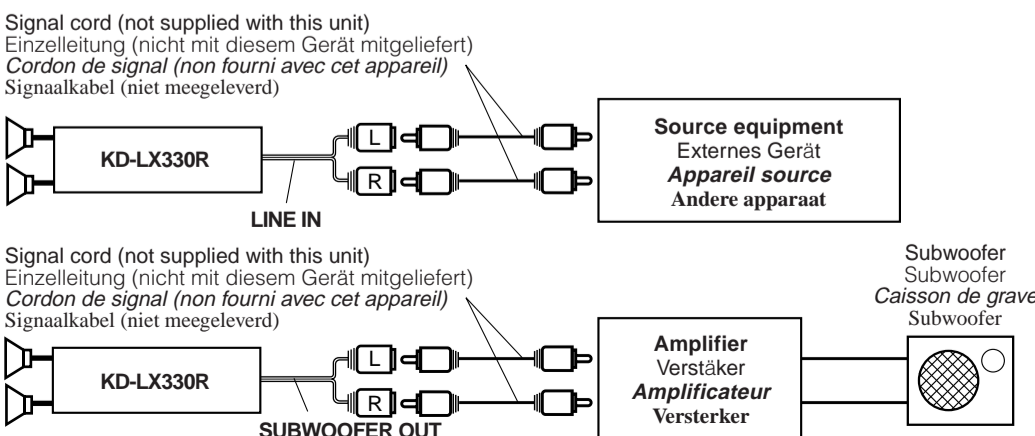 Signal cord (not supplied with this unit)
Einzelleitung (nicht mit diesem Gerät mitgeliefert)
Cordon de signal (non fourni avec cet appareil)
Signaalkabel (niet meegeleverd)
KD-LX330R
L
R
LINE IN
Source equipment
Externes Gerät
Appareil source
Andere apparaat
Signal cord (not supplied with this unit)
Einzelleitung (nicht mit diesem Gerät mitgeliefert)
Cordon de signal (non fourni avec cet appareil)
Signaalkabel (niet meegeleverd)
KD-LX330R
L
R
SUBWOOFER OUT
Amplifier
Verstäker
Amplificateur
Versterker
Subwoofer
Subwoofer
Caisson de grave
Subwoofer